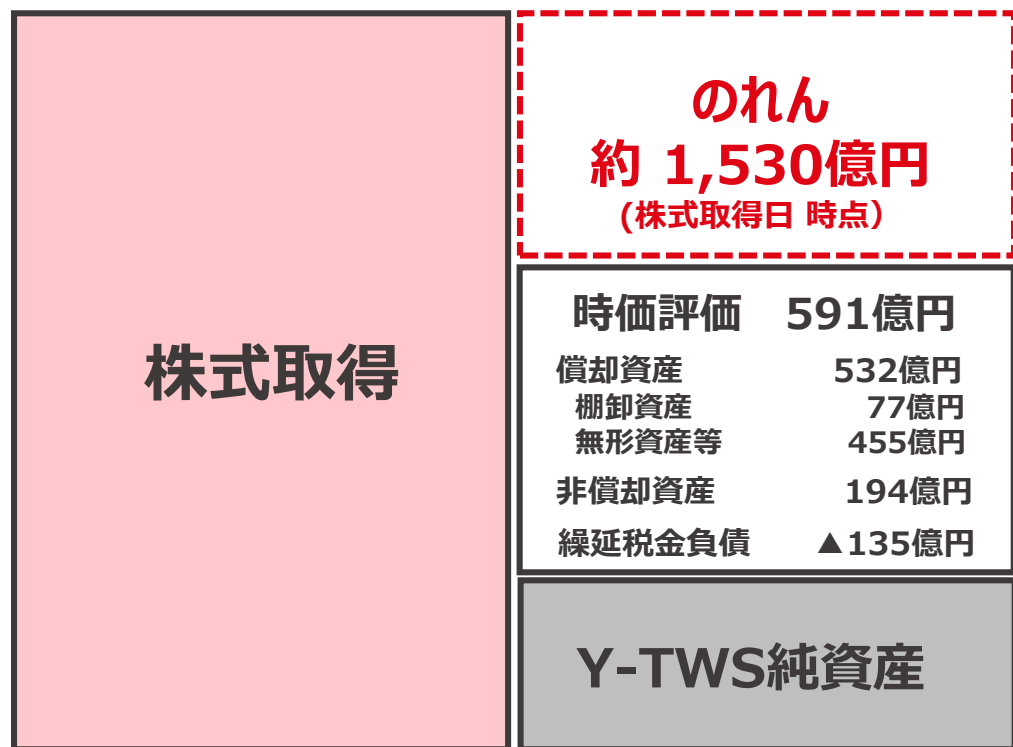 株式取得
のれん
約 1,530億円
(株式取得日 時点）
時価評価 591億円
償却資産 532億円
棚卸資産 77億円
無形資産等 455億円
非償却資産 194億円
繰延税金負債 ▲135億円
Y-TWS純資産